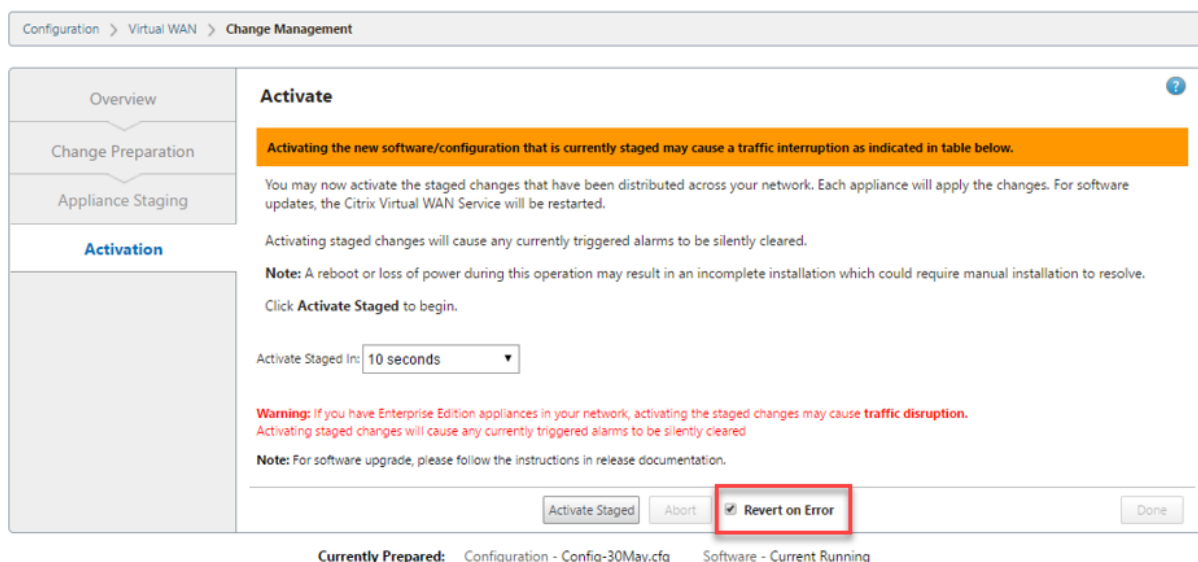 Configuration > Virtual WAN > Change Management
Overview
Change Preparation
Appliance Staging
Activation
Activate
?
Activating the new software/configuration that is currently staged may cause a traffic interruption as indicated in table below.
You may now activate the staged changes that have been distributed across your network. Each appliance will apply the changes. For software
updates, the Citrix Virtual WAN Service will be restarted.
Activating staged changes will cause any currently triggered alarms to be silently cleared.
Note: A reboot or loss of power during this operation may result in an incomplete installation which could require manual installation to resolve.
Click Activate Staged to begin.
Activate Staged In: 10 seconds
Warning: If you have Enterprise Edition appliances in your network, activating the staged changes may cause traffic disruption.
Activating staged changes will cause any currently triggered alarms to be silently cleared
Note: For software upgrade, please follow the instructions in release documentation.
Activate Staged Abort Revert on Error Done
Currently Prepared: Configuration - Config-30May.cfg Software - Current Running